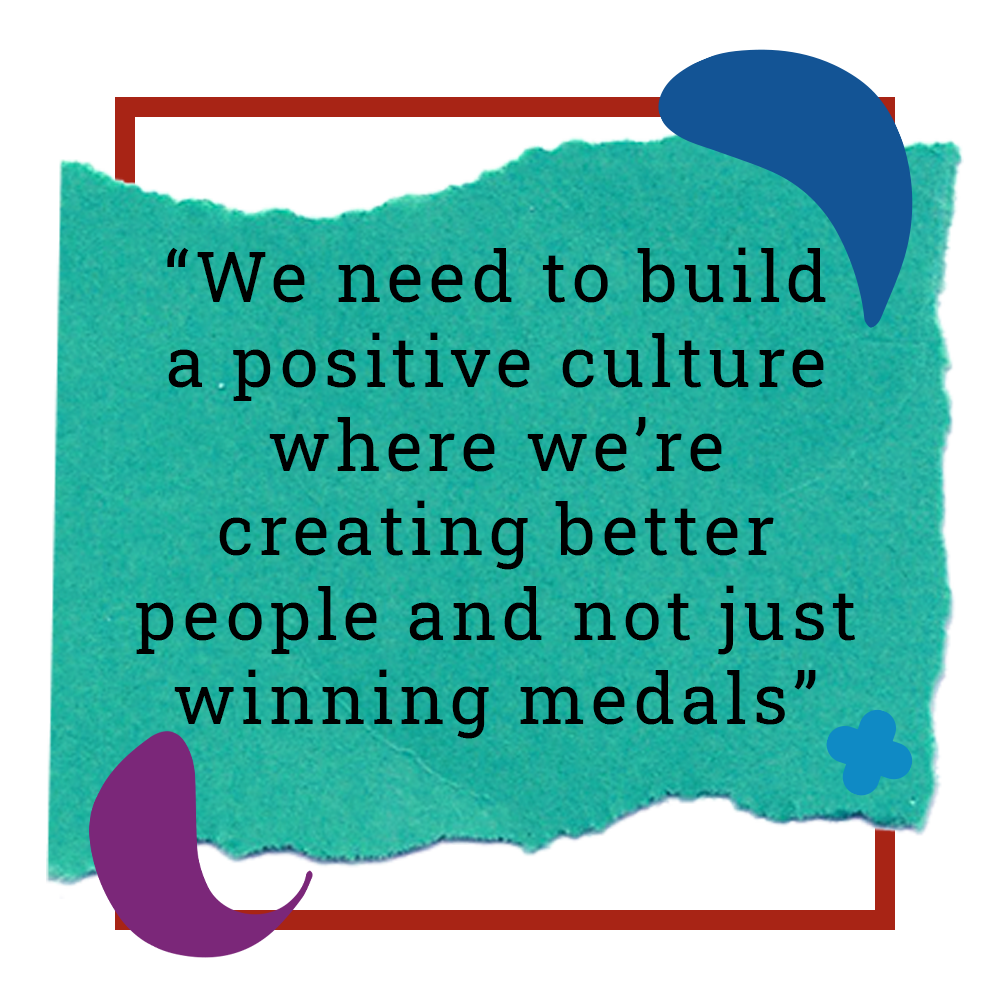 “We need to build
a positive culture
where we’re
creating better
people and not just
winning medals”